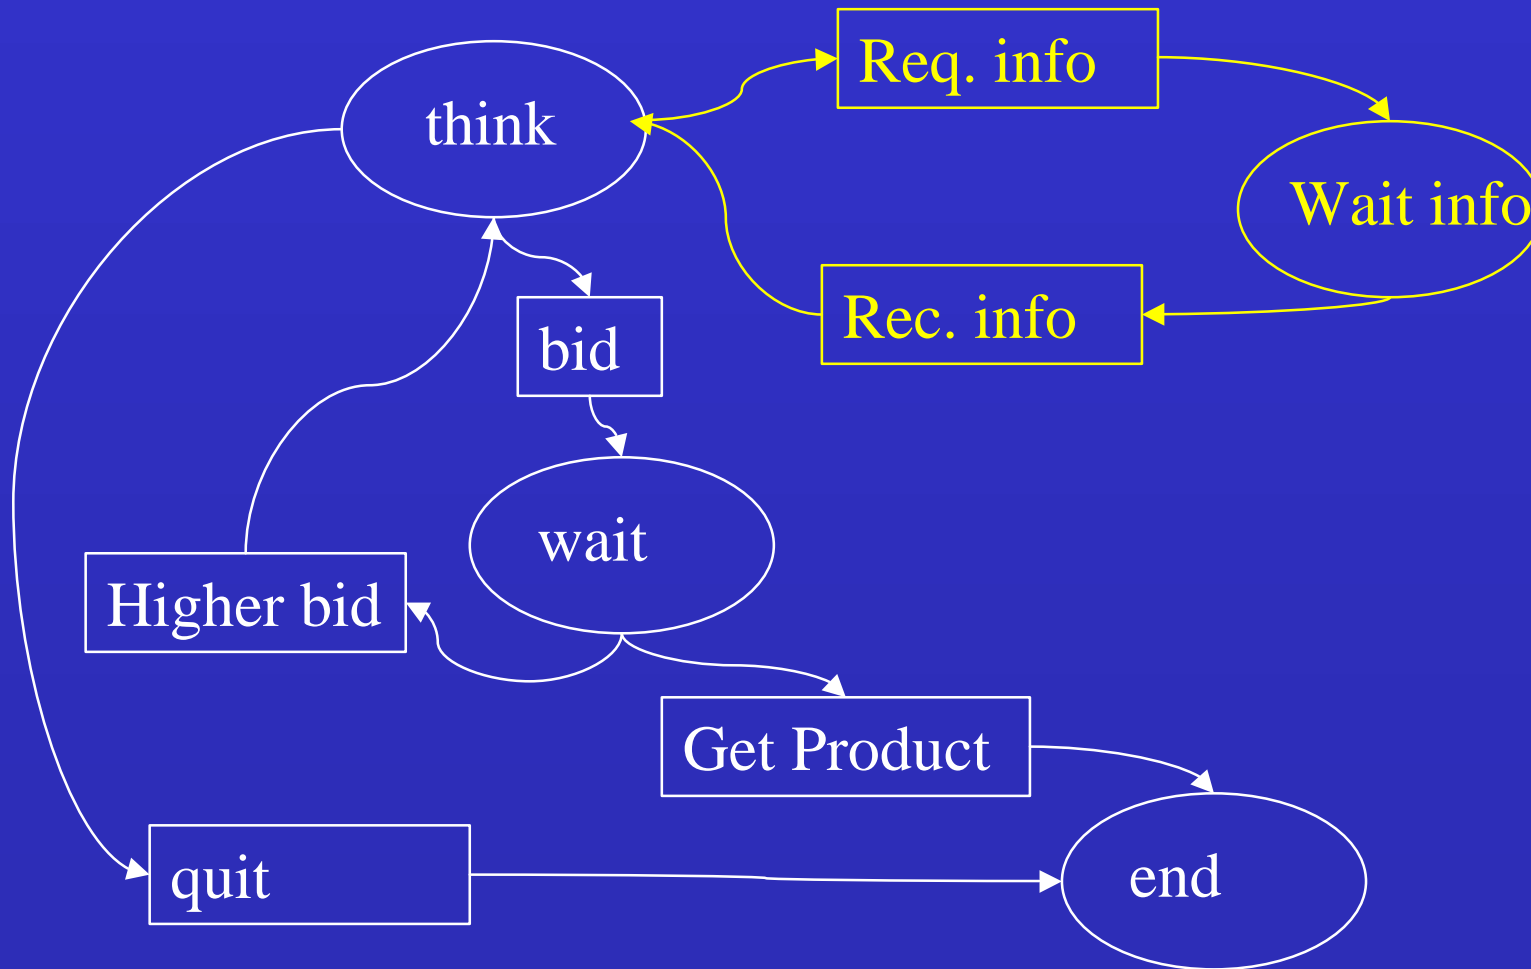 Req. info
think
Wait info
Rec. info
bid
wait
Higher bid
Get Product
quit
end